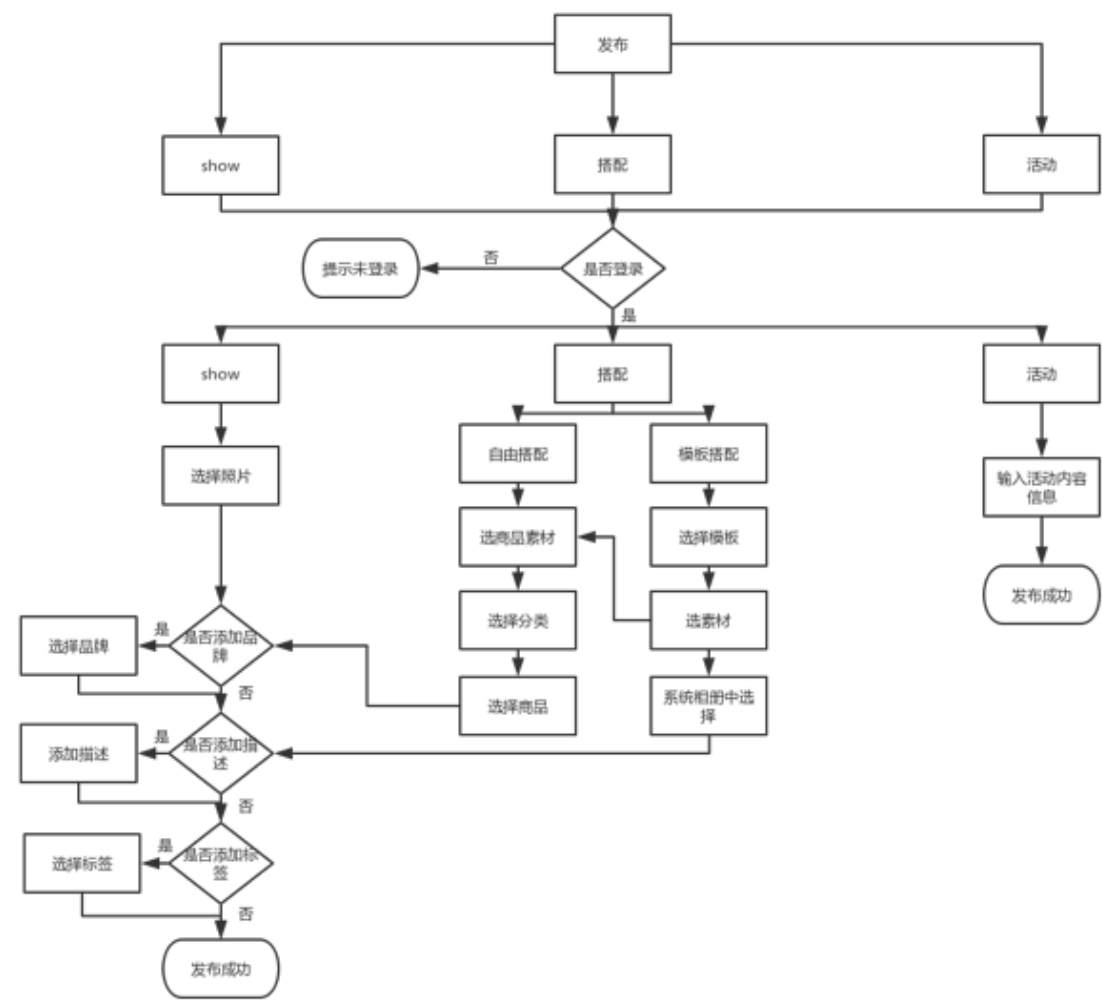 发布
show
搭配
活动
提示未登录
否
是否登录
是
show
搭配
活动
自由搭配
模板搭配
选择照片
输入活动内容
信息
选商品素材
选择模板
发布成功
选择分类
选素材
选择品牌
是
是否添加品
牌
否
选择商品
系统相册中选
择
添加描述
是
是否添加描
述
否
选择标签
是
是否添加标
签
否
发布成功